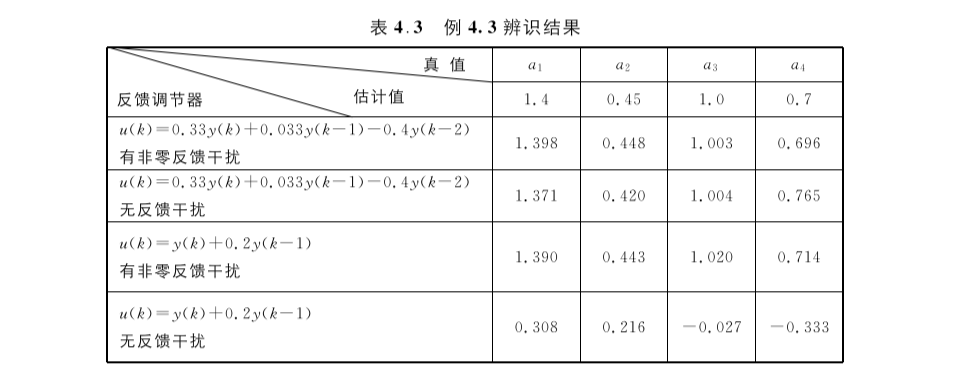 表 4.3 例 4.3 辨识结果
真 值
估计值
反馈调节器
a1 a2 a3 a4
1.4 0.45 1.0 0.7
u(k)=0.33y(k)+0.033y(k-1)-0.4y(k-2)
有非零反馈干扰
1.398 0.448 1.003 0.696
u(k)=0.33y(k)+0.033y(k-1)-0.4y(k-2)
无反馈干扰
1.371 0.420 1.004 0.765
u(k)=y(k)+0.2y(k-1)
有非零反馈干扰
1.390 0.443 1.020 0.714
u(k)=y(k)+0.2y(k-1)
无反馈干扰
0.308 0.216 -0.027 -0.333